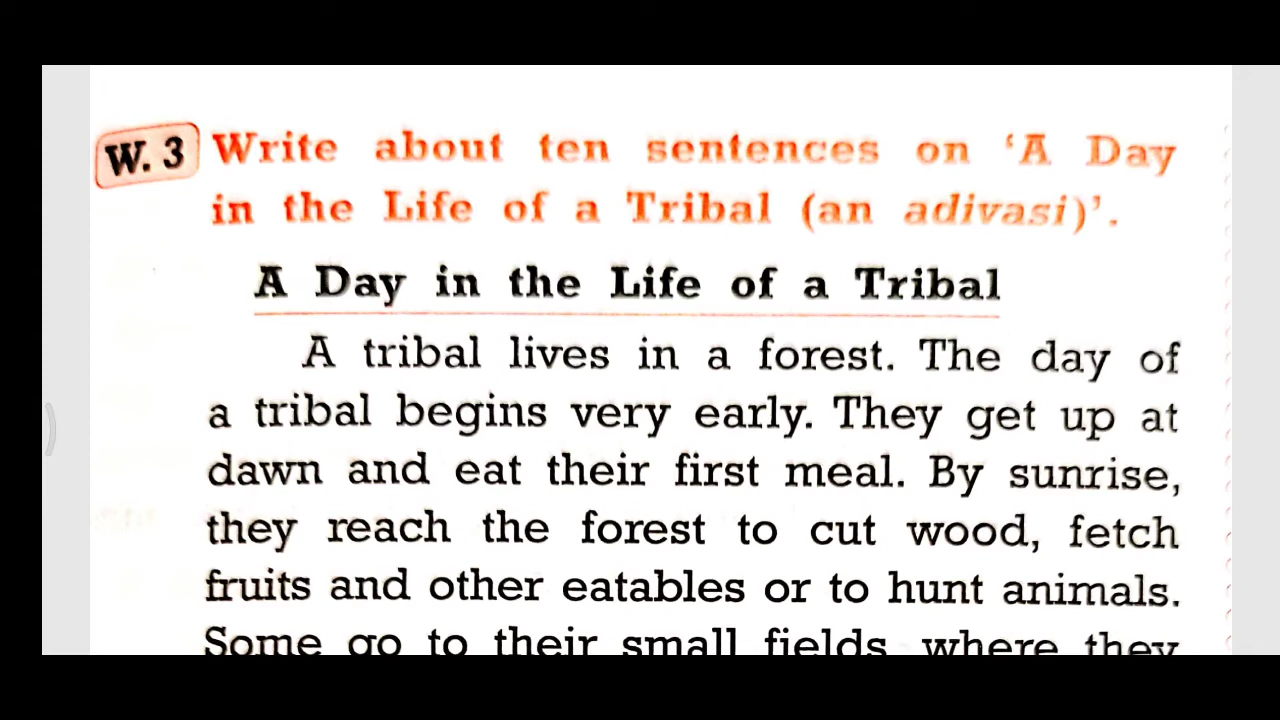 W. 3 Write about ten sentences on ‘A Day
in the Life of a Tribal (an adivasi)’.
A Day in the Life of a Tribal
A tribal lives in a forest. The day of
a tribal begins very early. They get up at
dawn and eat their first meal. By sunrise,
they reach the forest to cut wood, fetch
fruits and other eatables or to hunt animals.
Some go to their small fields, where they